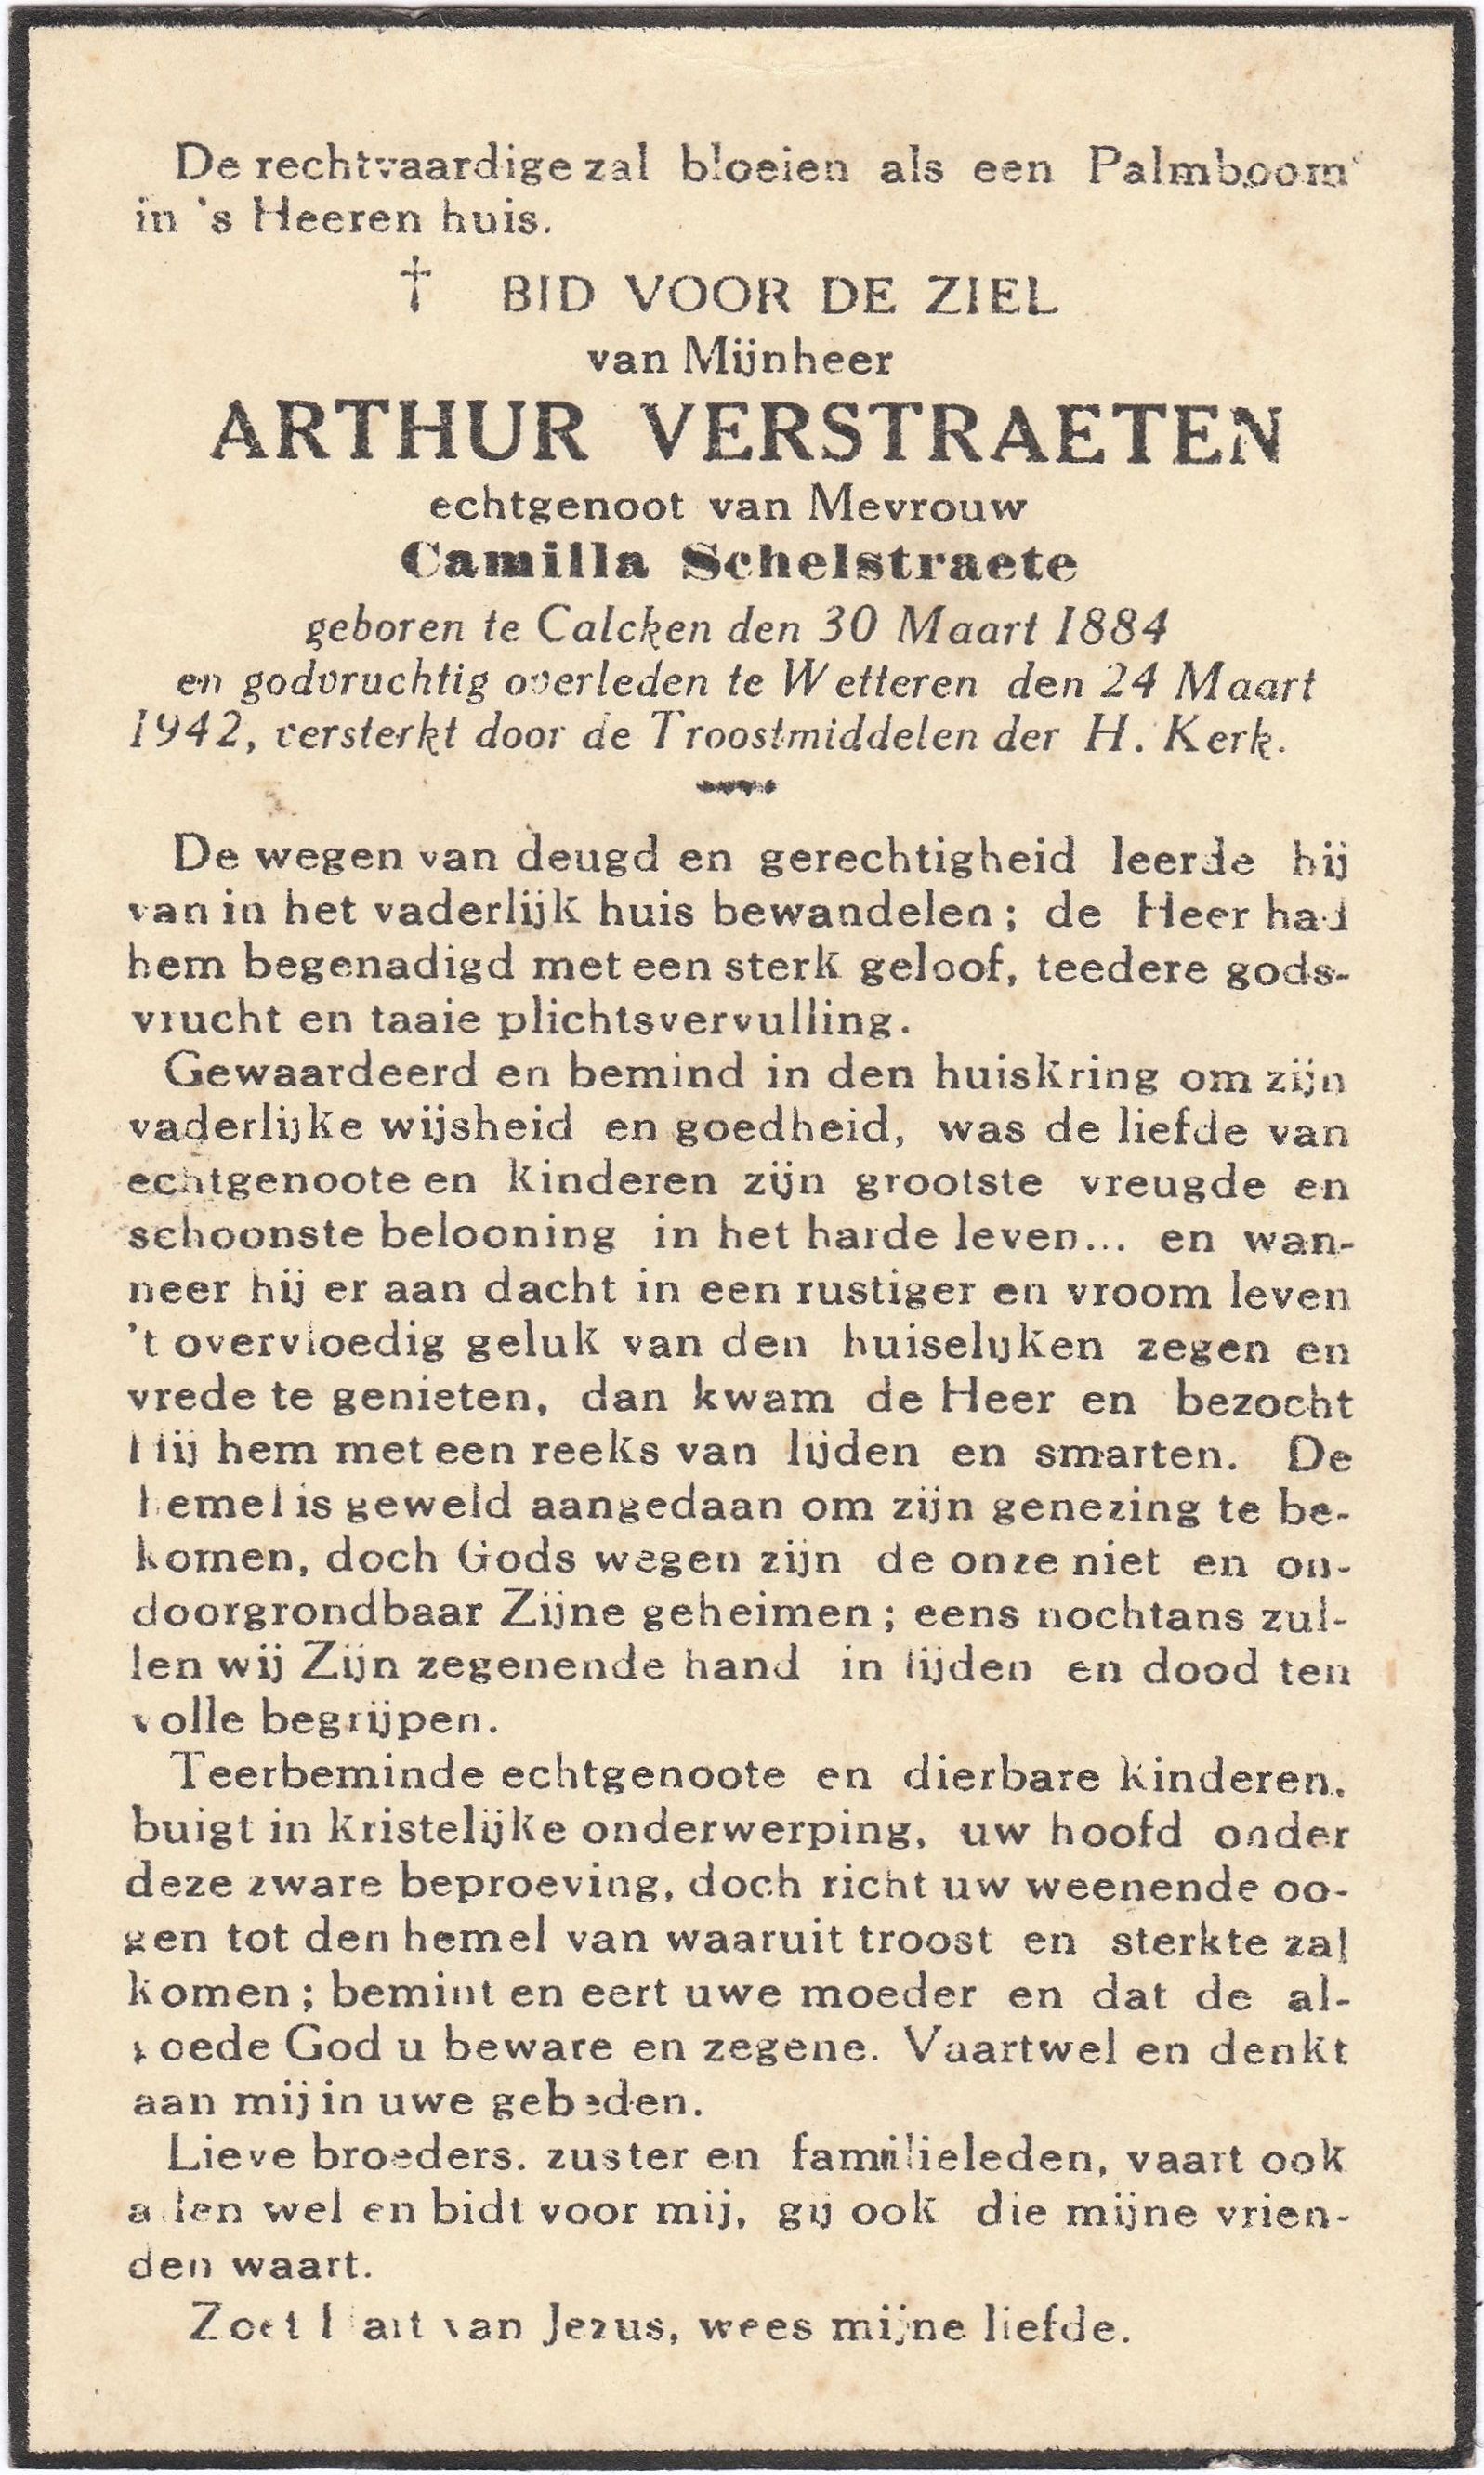 De rechtvaardige zal bloeien als een Palmboom
in 's Heeren huis.
† BID VOOR DE ZIEL
van Mijnheer
ARTHUR VERSTRAETEN
echtgenoot van Mevrouw
Camilla Schelstraete
geboren te Calcken den 30 Maart 1884
en godvruchtig overleden te Wetteren den 24 Maart
1942, versterkt door de Troostmiddelen der H. Kerk.
De wegen van deugd en gerechtigheid leerde hij
van in het vaderlijk huis bewandelen; de Heer had
hem begenadigd met een sterk geloof, teedere gods-
vrucht en taaie plichtsvervulling.
Gewaardeerd en bemind in den huiskring om zijn
vaderlijke wijsheid en goedheid, was de liefde van
echtgenoote en kinderen zijn grootste vreugde en
schoonste belooning in het harde leven... en wan-
neer hij er aan dacht in een rustiger en vroom leven
't overvloedig geluk van den huiselijken zegen en
vrede te genieten, dan kwam de Heer en bezocht
Hij hem met een reeks van lijden en smarten. De
hemel is geweld aangedaan om zijn genezing te be-
komen, doch Gods wegen zijn de onze niet en on-
doorgrondbaar Zijne geheimen; eens nochtans zul-
len wij Zijn zegenende hand in lijden en dood ten
volle begrijpen.
Teerbeminde echtgenoote en dierbare kinderen,
buigt in kristelijke onderwerping, uw hoofd onder
deze zware beproeving, doch richt uw weenende oo-
gen tot den hemel van waaruit troost en sterkte zal
komen; bemint en eert uwe moeder en dat de al-
goede God u beware en zegene. Vaartwel en denkt
aan mij in uwe gebeden.
Lieve broeders. zuster en familieleden, vaart ook
allen wel en bidt voor mij, gij ook die mijne vrien-
den waart.
Zoet Hart van Jezus, wees mijne liefde.